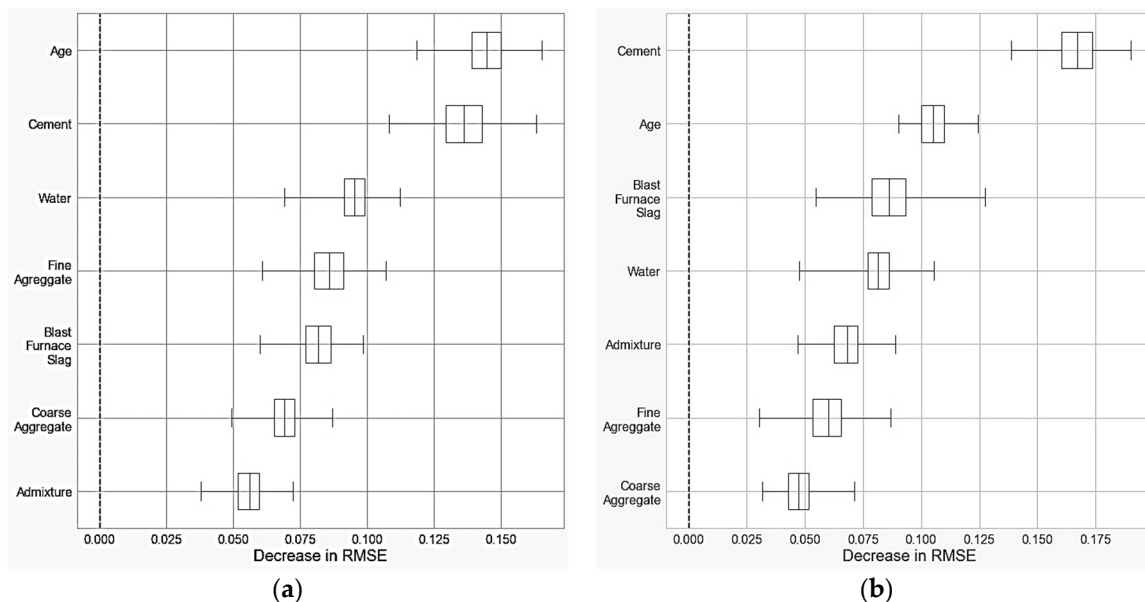 Age
Cement
Water
Fine
Agreggate
Blast
Furnace
Slag
Coarse
Aggregate
Admixture
0.000 0.025 0.050 0.075 0.100 0.125 0.150
Decrease in RMSE
(a)
Cement
Age
Blast
Furnace
Slag
Water
Admixture
Fine
Agreggate
Coarse
Aggregate
0.000 0.025 0.050 0.075 0.100 0.125 0.150 0.175
Decrease in RMSE
(b)